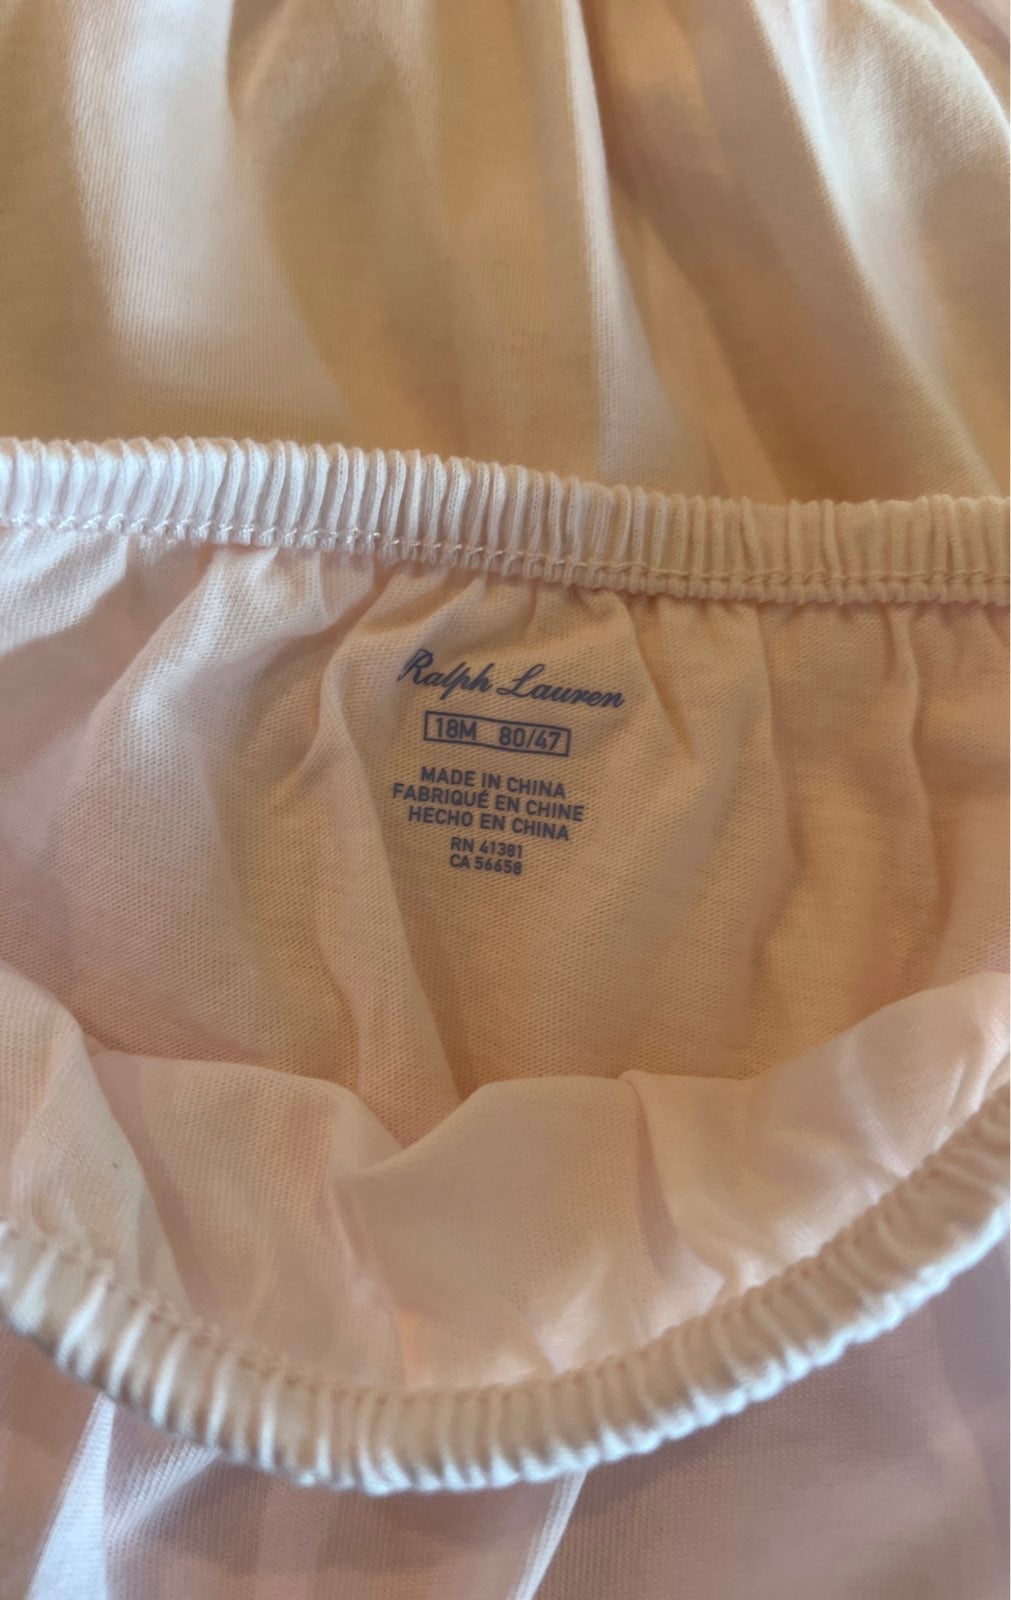 Ralph Lauren
18M 80/47
MADE IN CHINA
FABRIQUÉ EN CHINE
HECHO EN CHINA
RN 41381
CA 56658